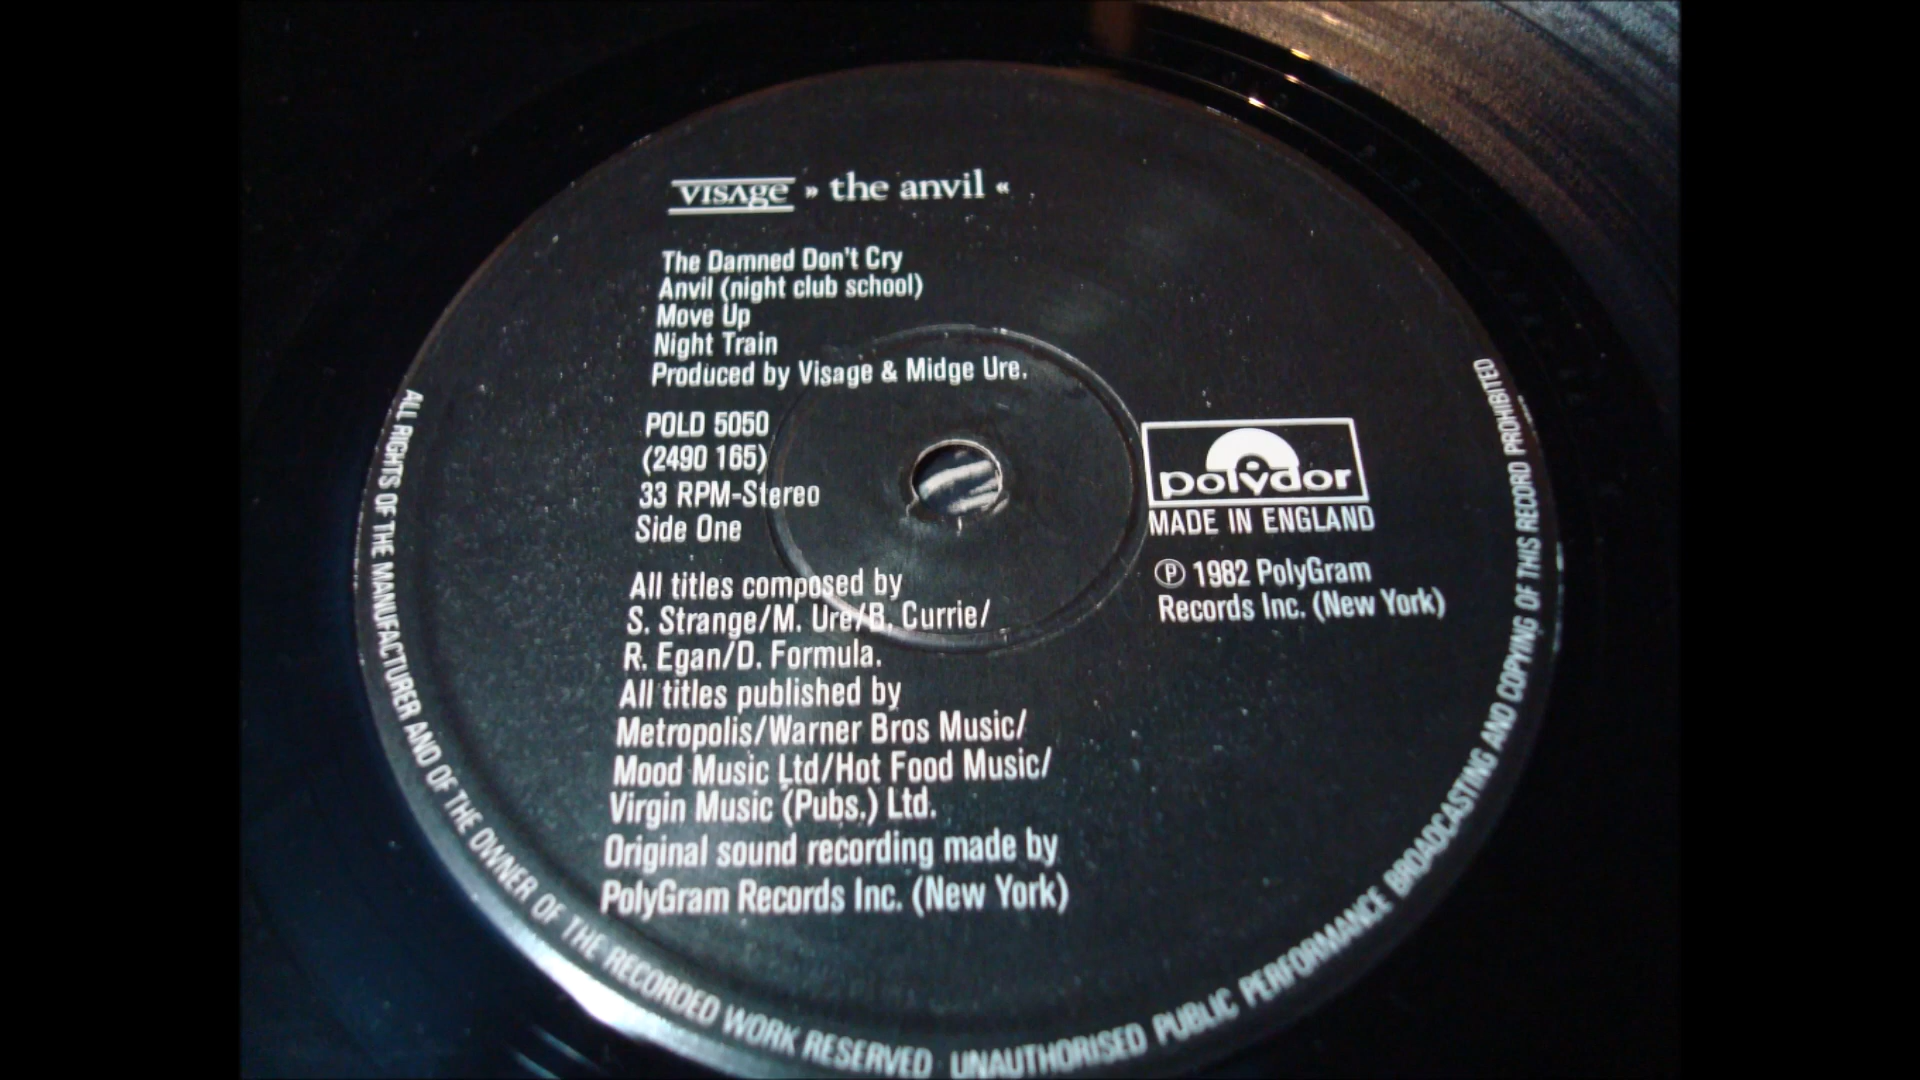 VISAGE » the anvil «
The Damned Don't Cry
Anvil (night club school)
Move Up
Night Train
Produced by Visage & Midge Ure.
POLD 5050
(2490 165)
33 RPM-Stereo
Side One
All titles composed by
S. Strange/M. Ure/B. Currie/
R. Egan/D. Formula.
All titles published by
Metropolis/Warner Bros Music/
Mood Music Ltd/Hot Food Music/
Virgin Music (Pubs.) Ltd.
Original sound recording made by
PolyGram Records Inc. (New York)
polydor
MADE IN ENGLAND
℗ 1982 PolyGram
Records Inc. (New York)
ALL RIGHTS OF THE MANUFACTURER AND OF THE OWNER OF THE RECORDED WORK RESERVED UNAUTHORISED PUBLIC PERFORMANCE BROADCASTING AND COPYING OF THIS RECORD PROHIBITED